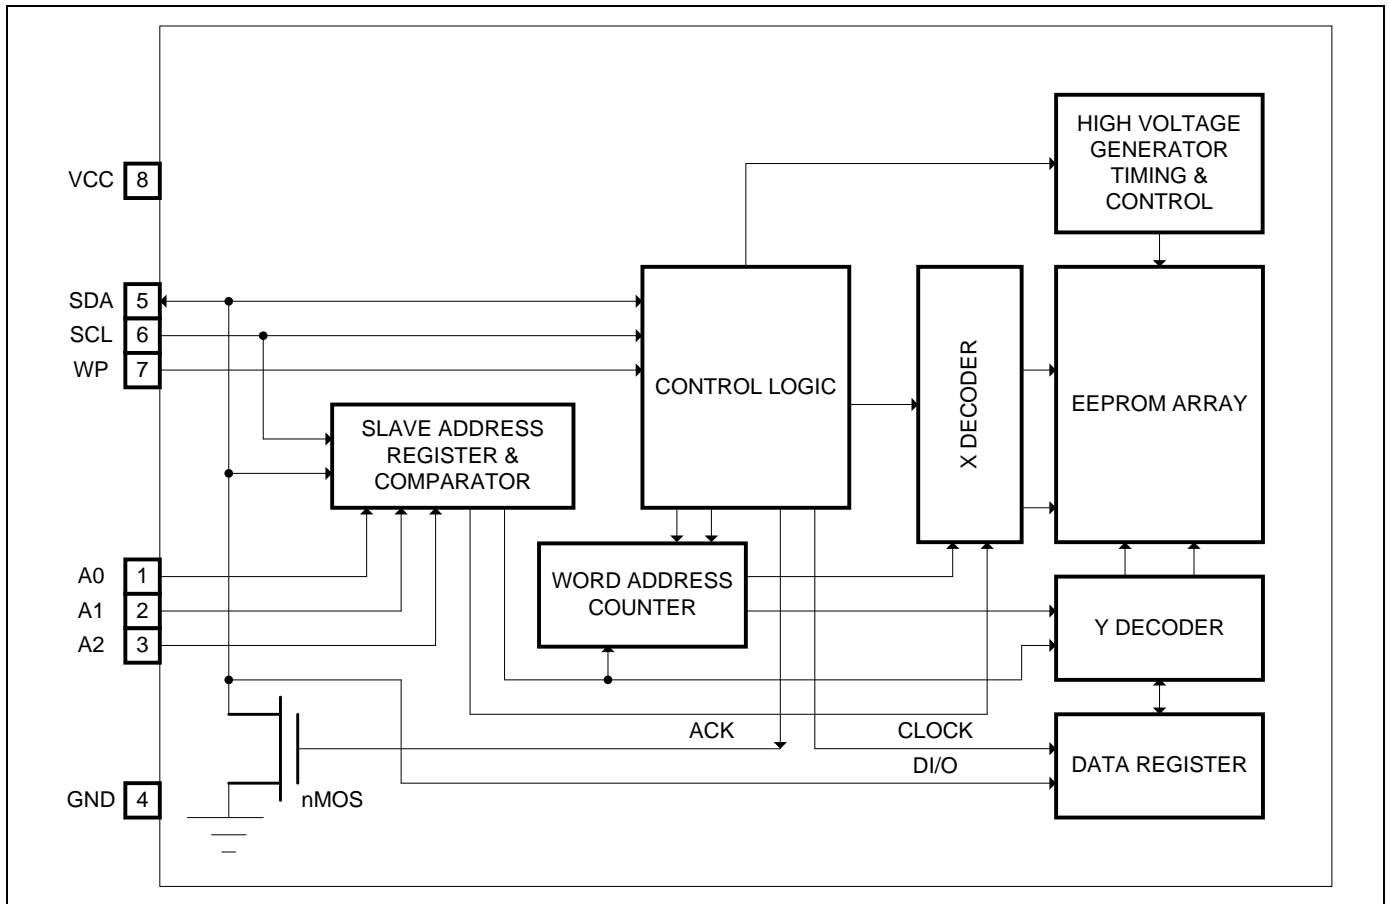 HIGH VOLTAGE
GENERATOR
TIMING &
CONTROL
VCC 8
SDA 5
SCL 6
WP 7
CONTROL LOGIC
X DECODER
EEPROM ARRAY
SLAVE ADDRESS
REGISTER &
COMPARATOR
A0 1
A1 2
A2 3
WORD ADDRESS
COUNTER
Y DECODER
ACK
CLOCK
DI/O
DATA REGISTER
GND 4
nMOS